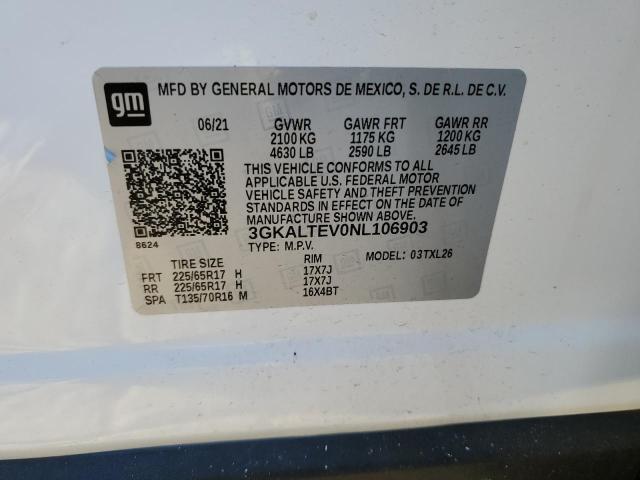 gm
MFD BY GENERAL MOTORS DE MEXICO, S. DE R.L. DE C.V.
06/21 GVWR GAWR FRT GAWR RR
2100 KG 1175 KG 1200 KG
4630 LB 2590 LB 2645 LB
THIS VEHICLE CONFORMS TO ALL
APPLICABLE U.S. FEDERAL MOTOR
VEHICLE SAFETY AND THEFT PREVENTION
STANDARDS IN EFFECT ON THE DATE OF
MANUFACTURE SHOWN ABOVE.
3GKALTEV0NL106903
8624 TYPE: M.P.V. MODEL: 03TXL26
TIRE SIZE RIM
FRT 225/65R17 H 17X7J
RR 225/65R17 H 17X7J
SPA T135/70R16 M 16X4BT